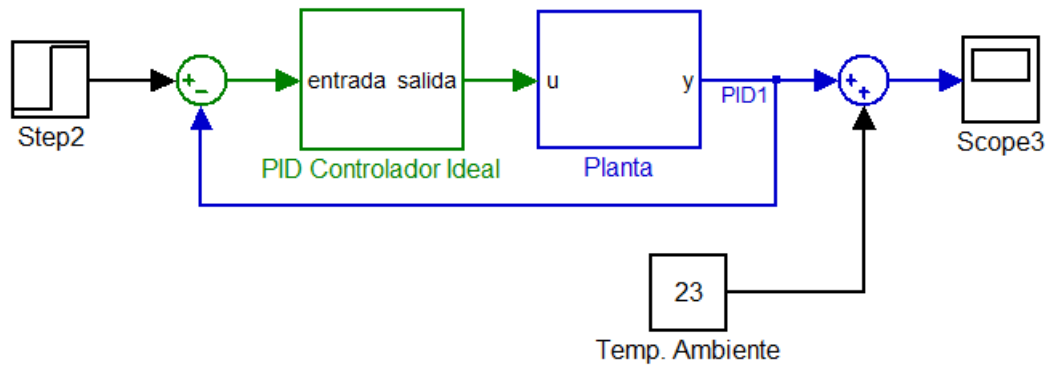 Step2
entrada salida
PID Controlador Ideal
u
y
Planta
PID1
Scope3
23
Temp. Ambiente